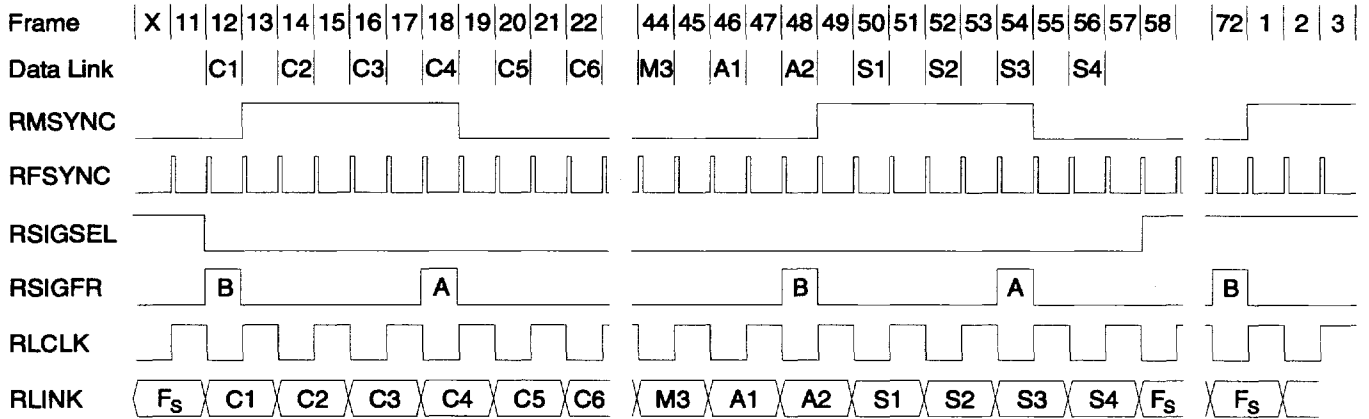 Frame X 11 12 13 14 15 16 17 18 19 20 21 22 44 45 46 47 48 49 50 51 52 53 54 55 56 57 58 72 1 2 3
Data Link C1 C2 C3 C4 C5 C6 M3 A1 A2 S1 S2 S3 S4
RMSYNC
RFSYNC
RSIGSEL
RSIGFR B A B A B
RLCLK
RLINK FS C1 C2 C3 C4 C5 C6 M3 A1 A2 S1 S2 S3 S4 FS FS